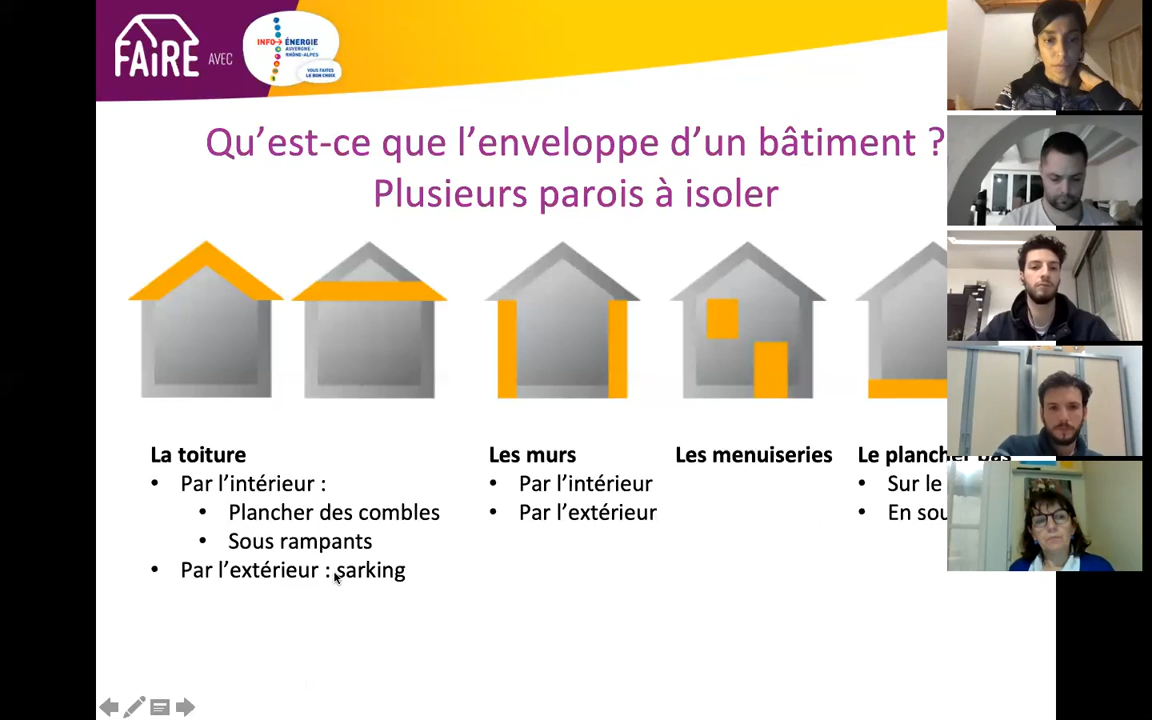 FAiRE
AVEC
INFO→ÉNERGIE
AUVERGNE-
RHÔNE-ALPES
VOUS FAITES
LE BON CHOIX
Qu’est-ce que l’enveloppe d’un bâtiment ?
Plusieurs parois à isoler
La toiture
• Par l’intérieur :
• Plancher des combles
• Sous rampants
• Par l’extérieur : sarking
Les murs
• Par l’intérieur
• Par l’extérieur
Les menuiseries
Le plancher bas
• Sur le
• En sou